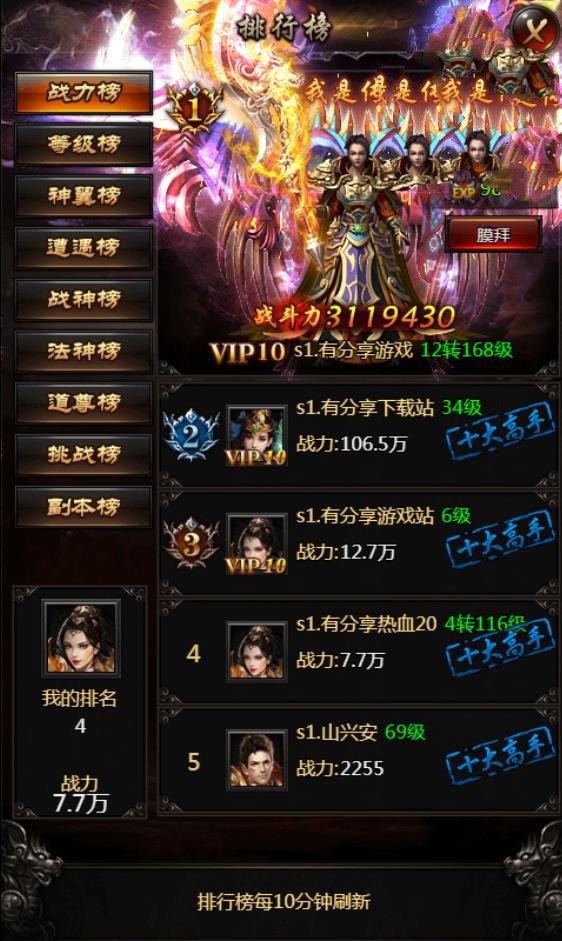 排行榜
X
战力榜
等级榜
神翼榜
遭遇榜
战神榜
法神榜
道尊榜
挑战榜
副本榜
1
我是
我是
EXP
膜拜
战斗力3119430
VIP10 s1.有分享游戏 12转168级
2
VIP 10
s1.有分享下载站 34级
战力:106.5万
十大高手
3
VIP 10
s1.有分享游戏站 6级
战力:12.7万
十大高手
4
s1.有分享热血20 4转116级
战力:7.7万
十大高手
5
s1.山兴安 69级
战力:2255
十大高手
我的排名
4
战力
7.7万
排行榜每10分钟刷新